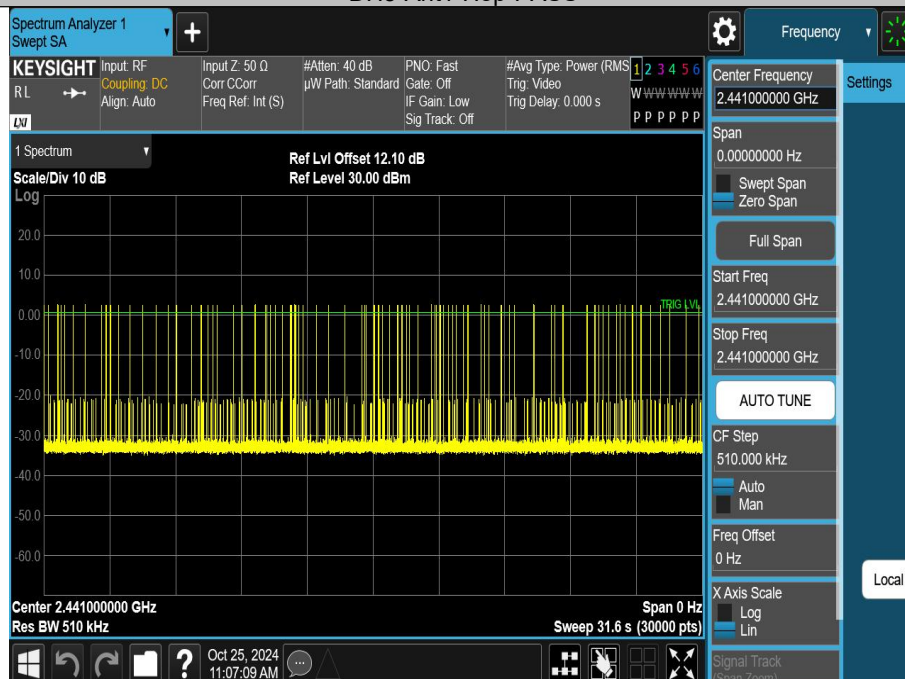 Spectrum Analyzer 1
Swept SA
+
Frequency
KEYSIGHT
RL
LXI
Input: RF
Coupling: DC
Align: Auto
Input Z: 50 Ω
Corr CCorr
Freq Ref: Int (S)
#Atten: 40 dB
µW Path: Standard
PNO: Fast
Gate: Off
IF Gain: Low
Sig Track: Off
#Avg Type: Power (RMS
Trig: Video
Trig Delay: 0.000 s
1 2 3 4 5 6
W W W W W W
P P P P P P
1 Spectrum
Scale/Div 10 dB
Log
Ref Lvl Offset 12.10 dB
Ref Level 30.00 dBm
20.0
10.0
0.00
TRIG LVL
-10.0
-20.0
-30.0
-40.0
-50.0
-60.0
Center 2.441000000 GHz
Res BW 510 kHz
Span 0 Hz
Sweep 31.6 s (30000 pts)
?
Oct 25, 2024
11:07:09 AM
Center Frequency
2.441000000 GHz
Settings
Span
0.00000000 Hz
Swept Span
Zero Span
Full Span
Start Freq
2.441000000 GHz
Stop Freq
2.441000000 GHz
AUTO TUNE
CF Step
510.000 kHz
Auto
Man
Freq Offset
0 Hz
Local
X Axis Scale
Log
Lin
Signal Track
(Span Zoom)